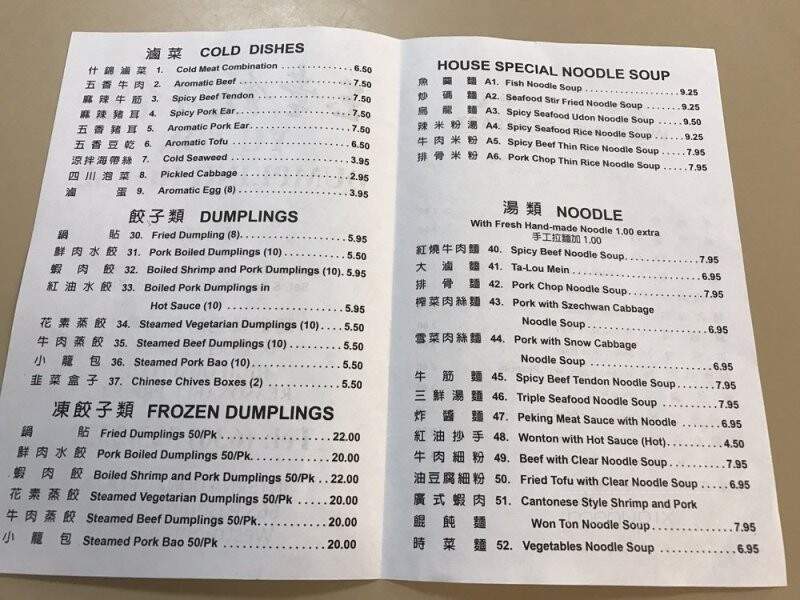 滷菜 COLD DISHES
什錦滷菜 1. Cold Meat Combination 6.50
五香牛肉 2. Aromatic Beef 7.50
麻辣牛筋 3. Spicy Beef Tendon 7.50
麻辣豬耳 4. Spicy Pork Ear 7.50
五香豬耳 5. Aromatic Pork Ear 7.50
五香豆乾 6. Aromatic Tofu 6.50
涼拌海帶絲 7. Cold Seaweed 3.95
四川泡菜 8. Pickled Cabbage 2.95
滷蛋 9. Aromatic Egg (8) 3.95
餃子類 DUMPLINGS
鍋貼 30. Fried Dumpling (8) 5.95
鮮肉水餃 31. Pork Boiled Dumplings (10) 5.50
蝦肉餃 32. Boiled Shrimp and Pork Dumplings (10). 5.95
紅油水餃 33. Boiled Pork Dumplings in
Hot Sauce (10) 5.95
花素蒸餃 34. Steamed Vegetarian Dumplings (10) 5.50
牛肉蒸餃 35. Steamed Beef Dumplings (10) 5.50
小籠包 36. Steamed Pork Bao (10) 5.50
韭菜盒子 37. Chinese Chives Boxes (2) 5.50
凍餃子類 FROZEN DUMPLINGS
鍋貼 Fried Dumplings 50/Pk 22.00
鮮肉水餃 Pork Boiled Dumplings 50/Pk 20.00
蝦肉餃 Boiled Shrimp and Pork Dumplings 50/Pk 22.00
花素蒸餃 Steamed Vegetarian Dumplings 50/Pk 20.00
牛肉蒸餃 Steamed Beef Dumplings 50/Pk 20.00
小籠包 Steamed Pork Bao 50/Pk 20.00
HOUSE SPECIAL NOODLE SOUP
魚羹麵 A1. Fish Noodle Soup 9.25
炒碼麵 A2. Seafood Stir Fried Noodle Soup 9.25
烏龍麵 A3. Spicy Seafood Udon Noodle Soup 9.50
辣米粉湯 A4. Spicy Seafood Rice Noodle Soup 9.25
牛肉米粉 A5. Spicy Beef Thin Rice Noodle Soup 7.95
排骨米粉 A6. Pork Chop Thin Rice Noodle Soup 7.95
湯類 NOODLE
With Fresh Hand-made Noodle 1.00 extra
手工拉麵加 1.00
紅燒牛肉麵 40. Spicy Beef Noodle Soup 7.95
大滷麵 41. Ta-Lou Mein 6.95
排骨麵 42. Pork Chop Noodle Soup 7.95
榨菜肉絲麵 43. Pork with Szechwan Cabbage
Noodle Soup 6.95
雪菜肉絲麵 44. Pork with Snow Cabbage
Noodle Soup 6.95
牛筋麵 45. Spicy Beef Tendon Noodle Soup 7.95
三鮮湯麵 46. Triple Seafood Noodle Soup 7.95
炸醬麵 47. Peking Meat Sauce with Noodle 6.95
紅油抄手 48. Wonton with Hot Sauce (Hot) 4.50
牛肉細粉 49. Beef with Clear Noodle Soup 7.95
油豆腐細粉 50. Fried Tofu with Clear Noodle Soup 6.95
廣式蝦肉 51. Cantonese Style Shrimp and Pork
餛飩麵 Won Ton Noodle Soup 7.95
時菜麵 52. Vegetables Noodle Soup 6.95